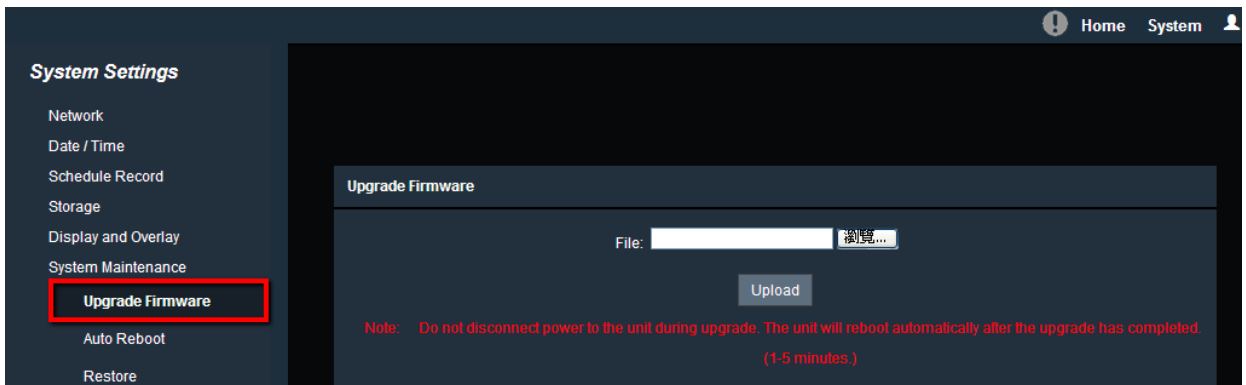 Home System
System Settings
Network
Date / Time
Schedule Record
Storage
Display and Overlay
System Maintenance
Upgrade Firmware
Auto Reboot
Restore
Upgrade Firmware
File: 瀏覽...
Upload
Note: Do not disconnect power to the unit during upgrade. The unit will reboot automatically after the upgrade has completed.
(1-5 minutes.)